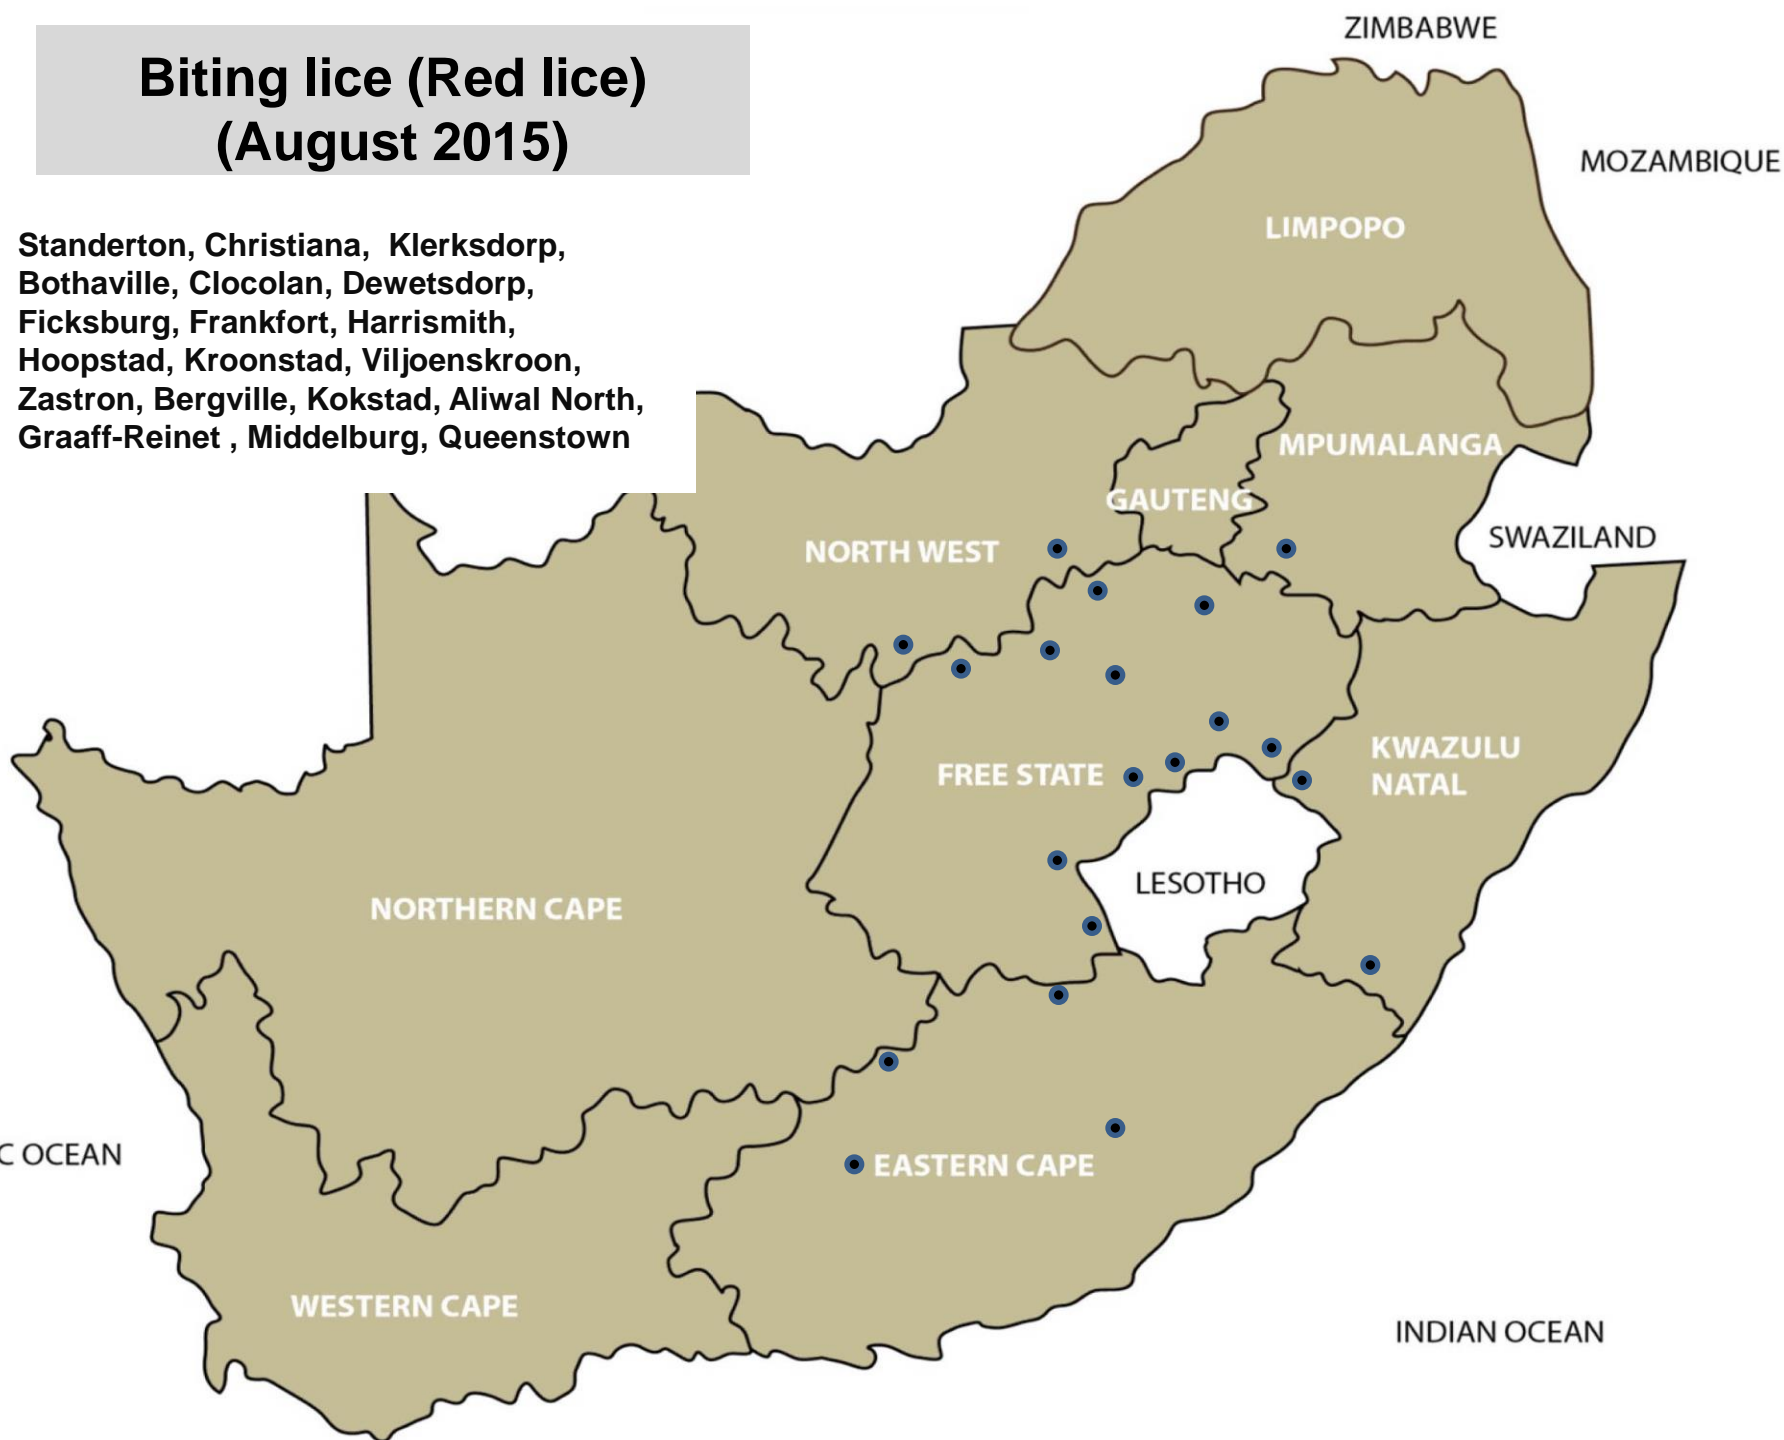 Biting lice (Red lice)
(August 2015)
Standerton, Christiana, Klerksdorp,
Bothaville, Clocolan, Dewetsdorp,
Ficksburg, Frankfort, Harrismith,
Hoopstad, Kroonstad, Viljoenskroon,
Zastron, Bergville, Kokstad, Aliwal North,
Graaff-Reinet , Middelburg, Queenstown
ZIMBABWE
MOZAMBIQUE
LIMPOPO
MPUMALANGA
GAUTENG
SWAZILAND
NORTH WEST
KWAZULU
NATAL
FREE STATE
LESOTHO
NORTHERN CAPE
C OCEAN
EASTERN CAPE
WESTERN CAPE
INDIAN OCEAN